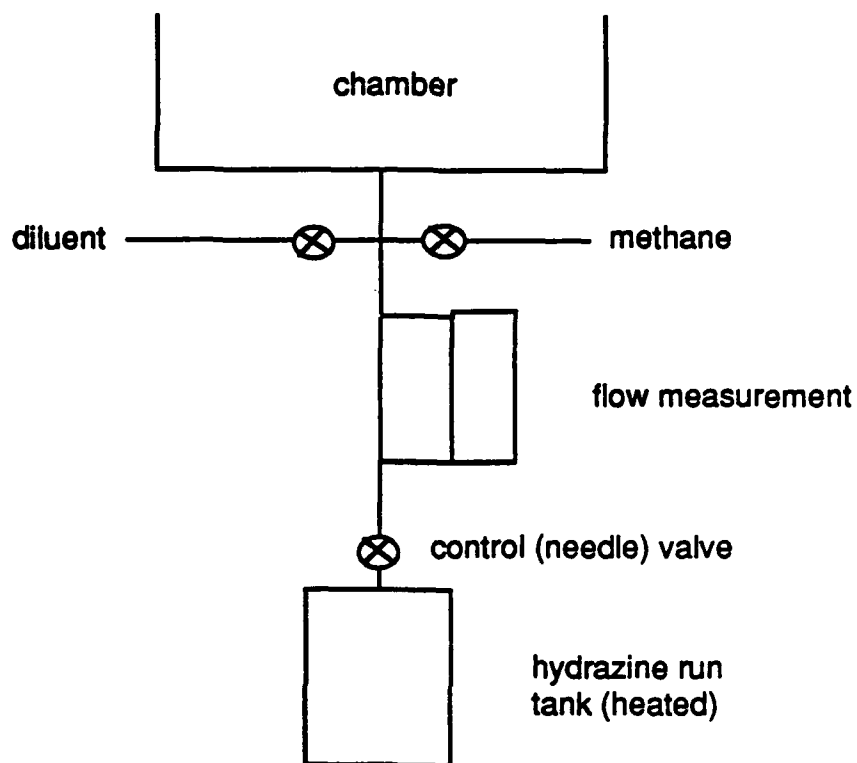 chamber
diluent
methane
flow measurement
control (needle) valve
hydrazine run
tank (heated)